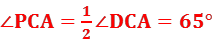 ∠PCA = 1/2 ∠DCA = 65°